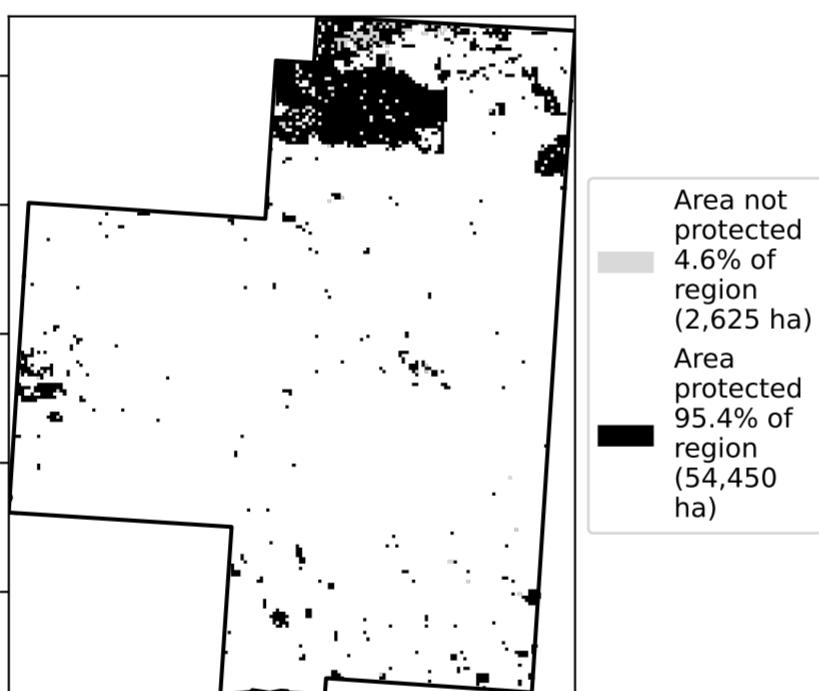 Area not
protected
4.6% of
region
(2,625 ha)
Area
protected
95.4% of
region
(54,450
ha)